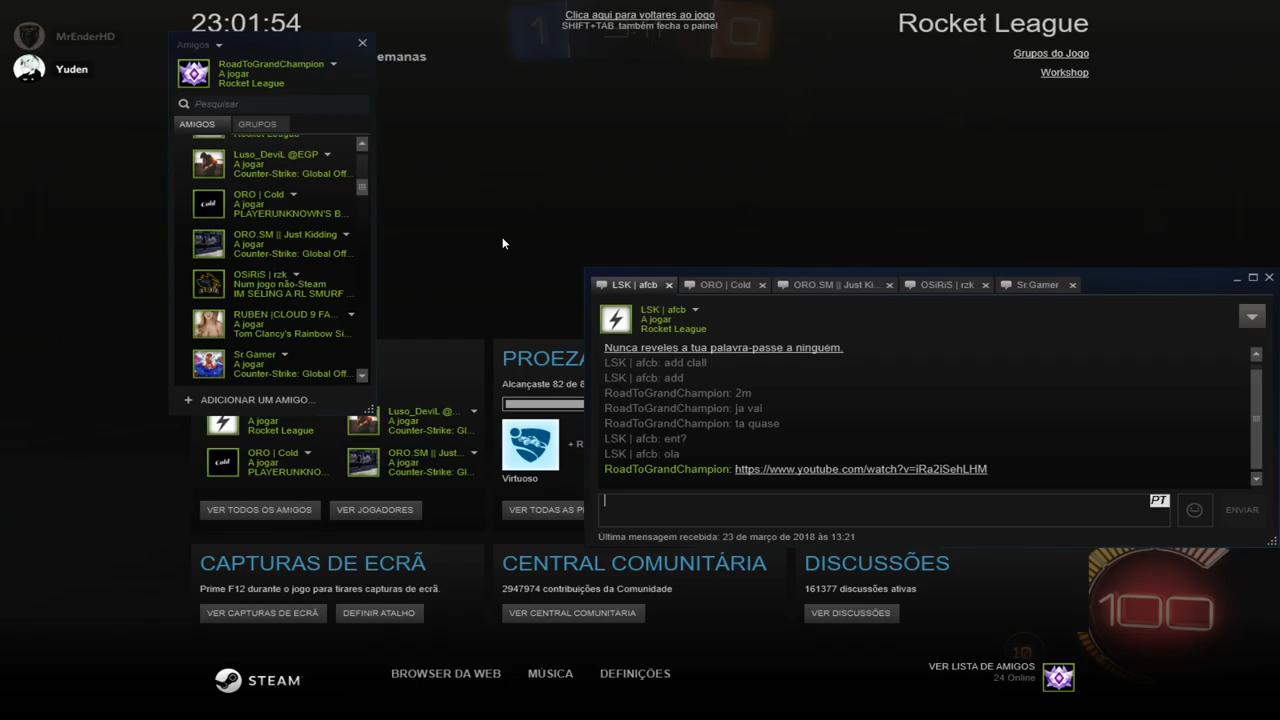 MrEnderHD
Yuden
23:01:54
emanas
Clica aqui para voltares ao jogo
SHIFT+TAB também fecha o painel
Rocket League
Grupos do Jogo
Workshop
Amigos
RoadToGrandChampion
A jogar
Rocket League
Pesquisar
AMIGOS GRUPOS
Rocket League
Luso_DeviL @EGP
A jogar
Counter-Strike: Global Off...
ORO | Cold
A jogar
PLAYERUNKNOWN'S B...
ORO.SM || Just Kidding
A jogar
Counter-Strike: Global Off...
OSiRiS | rzk
Num jogo não-Steam
IM SELING A RL SMURF ...
RUBEN |CLOUD 9 FA...
A jogar
Tom Clancy's Rainbow Si...
Sr.Gamer
A jogar
Counter-Strike: Global Off...
+ ADICIONAR UM AMIGO...
A jogar
Rocket League
Luso_DeviL @...
A jogar
Counter-Strike: Gl...
ORO | Cold
A jogar
PLAYERUNKNO...
ORO.SM || Just...
A jogar
Counter-Strike: Gl...
VER TODOS OS AMIGOS
VER JOGADORES
PROEZA
Alcançaste 82 de 8
+ R
Virtuoso
VER TODAS AS P
LSK | afcb
ORO | Cold
ORO.SM || Just Ki...
OSiRiS | rzk
Sr.Gamer
LSK | afcb
A jogar
Rocket League
Nunca reveles a tua palavra-passe a ninguém.
LSK | afcb: add clall
LSK | afcb: add
RoadToGrandChampion: 2m
RoadToGrandChampion: ja vai
RoadToGrandChampion: ta quase
LSK | afcb: ent?
LSK | afcb: ola
RoadToGrandChampion: https://www.youtube.com/watch?v=iRa2iSehLHM
PT
ENVIAR
Última mensagem recebida: 23 de março de 2018 às 13:21
CAPTURAS DE ECRÃ
Prime F12 durante o jogo para tirares capturas de ecrã.
VER CAPTURAS DE ECRÃ
DEFINIR ATALHO
CENTRAL COMUNITÁRIA
2947974 contribuições da Comunidade
VER CENTRAL COMUNITÁRIA
DISCUSSÕES
161377 discussões ativas
VER DISCUSSÕES
100
10
STEAM
BROWSER DA WEB
MÚSICA
DEFINIÇÕES
VER LISTA DE AMIGOS
24 Online